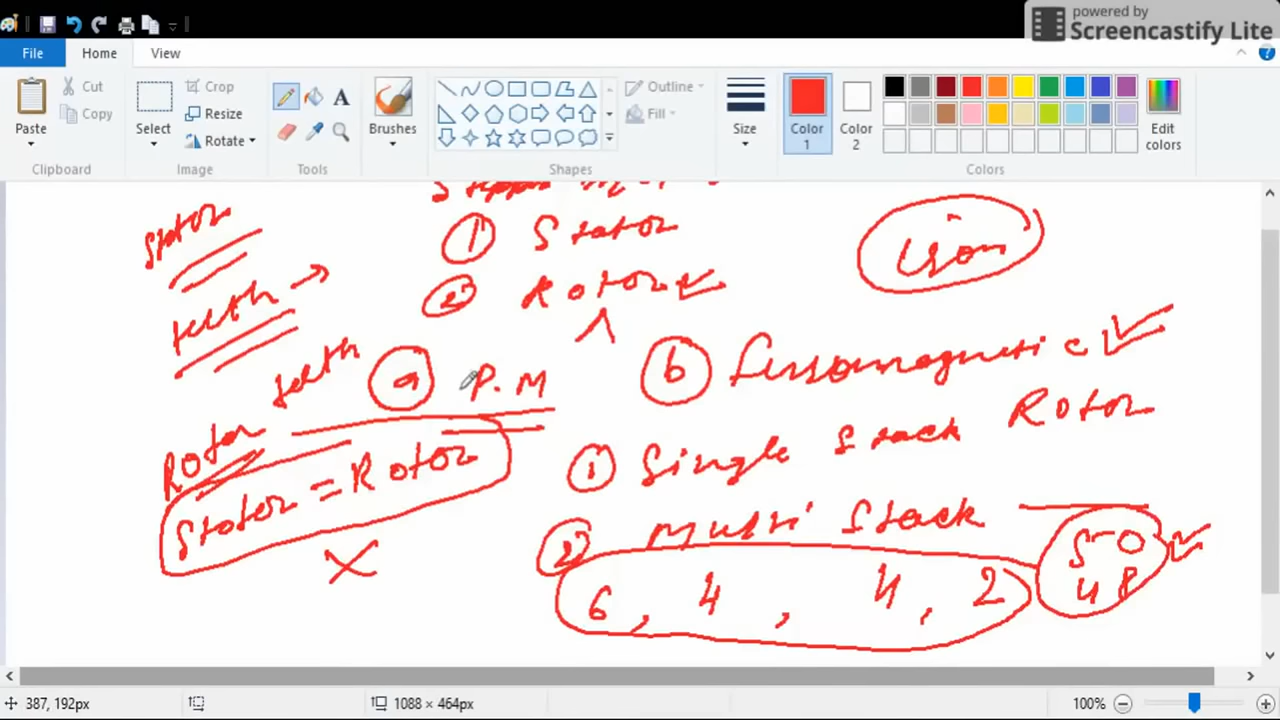 powered by
Screencastify Lite
File Home View
Cut
Copy
Paste
Clipboard
Crop
Resize
Rotate
Select
Image
A
Tools
Brushes
Outline
Fill
Shapes
Size
Color 1
Color 2
Edit colors
Colors
Stator
① Stator
Iron
teeth →
② Rotor
teeth
ⓐ P.M
ⓑ Ferromagnetic
Rotor
① Single Stack Rotor
Stator = Rotor
② Multi Stack
50
48
6, 4, 4, 2
387, 192px
1088 × 464px
100%